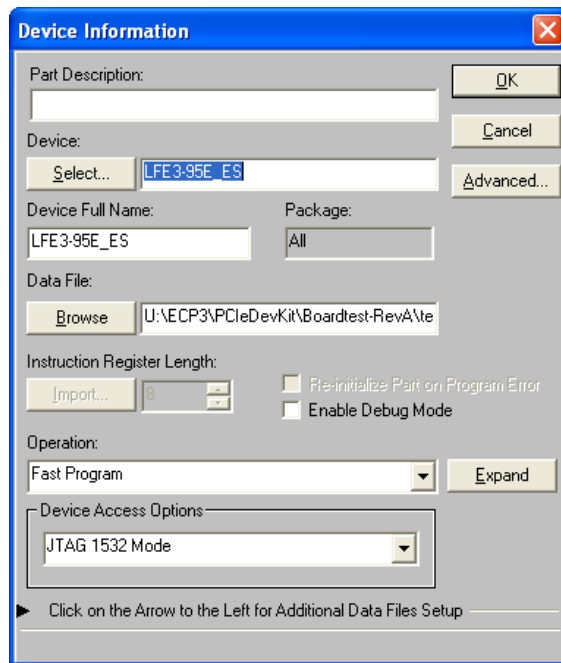 Device Information
Part Description:
OK
Cancel
Device:
Select...
LFE3-95E_ES
Advanced...
Device Full Name:
Package:
LFE3-95E_ES
All
Data File:
Browse
U:\ECP3\PCIeDevKit\Boardtest-RevA\te
Instruction Register Length:
Import...
8
Re-initialize Part on Program Error
Enable Debug Mode
Operation:
Fast Program
Expand
Device Access Options
JTAG 1532 Mode
Click on the Arrow to the Left for Additional Data Files Setup